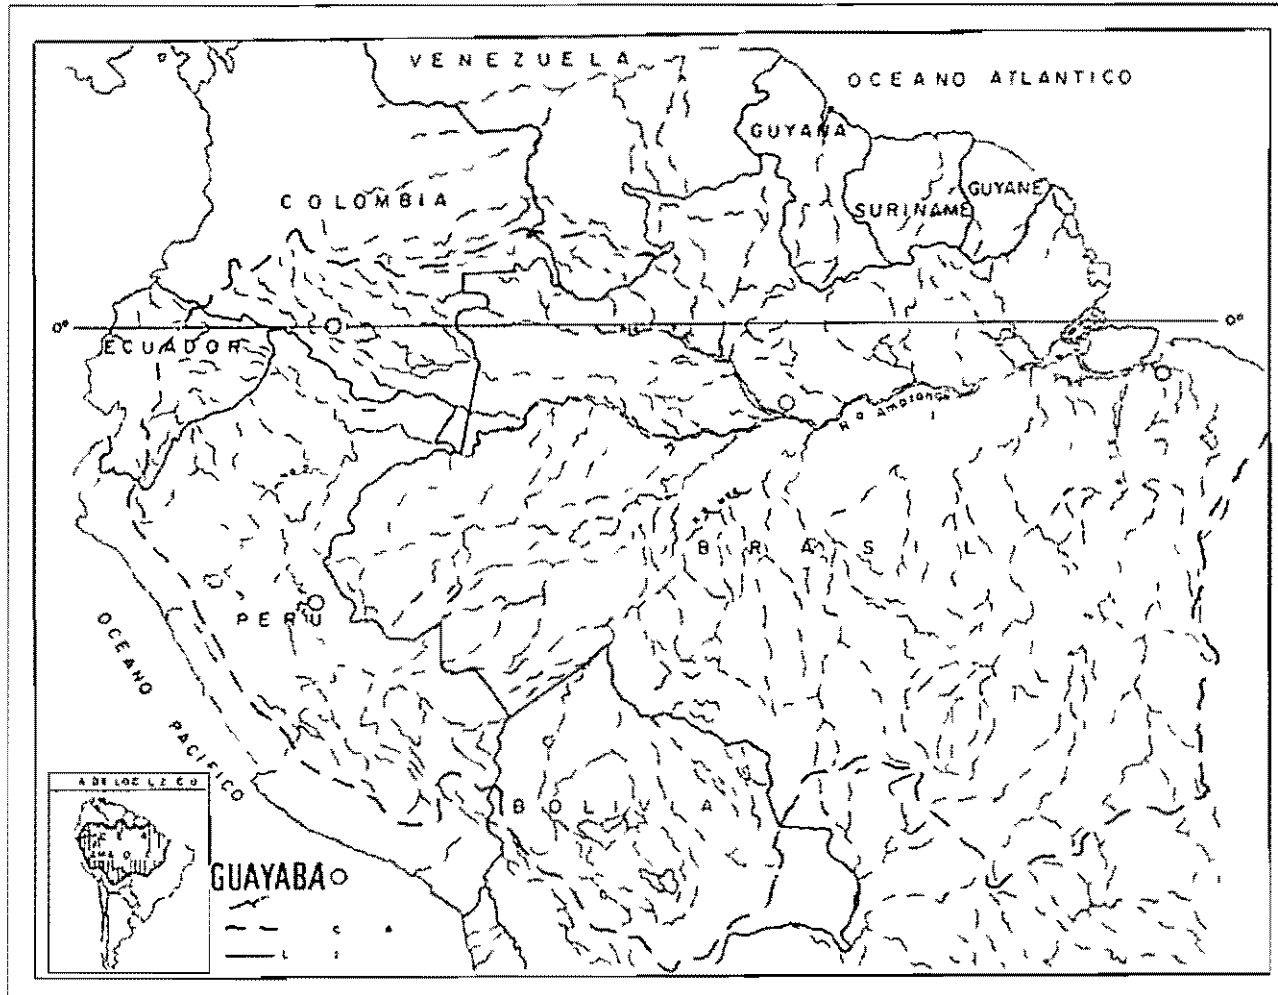 VENEZUELA
OCEANO ATLANTICO
GUYANA
COLOMBIA
SURINAME
GUYANE
0°
0°
ECUADOR
BRASIL
PERU
OCEANO PACIFICO
BOLIVIA
GUAYABA